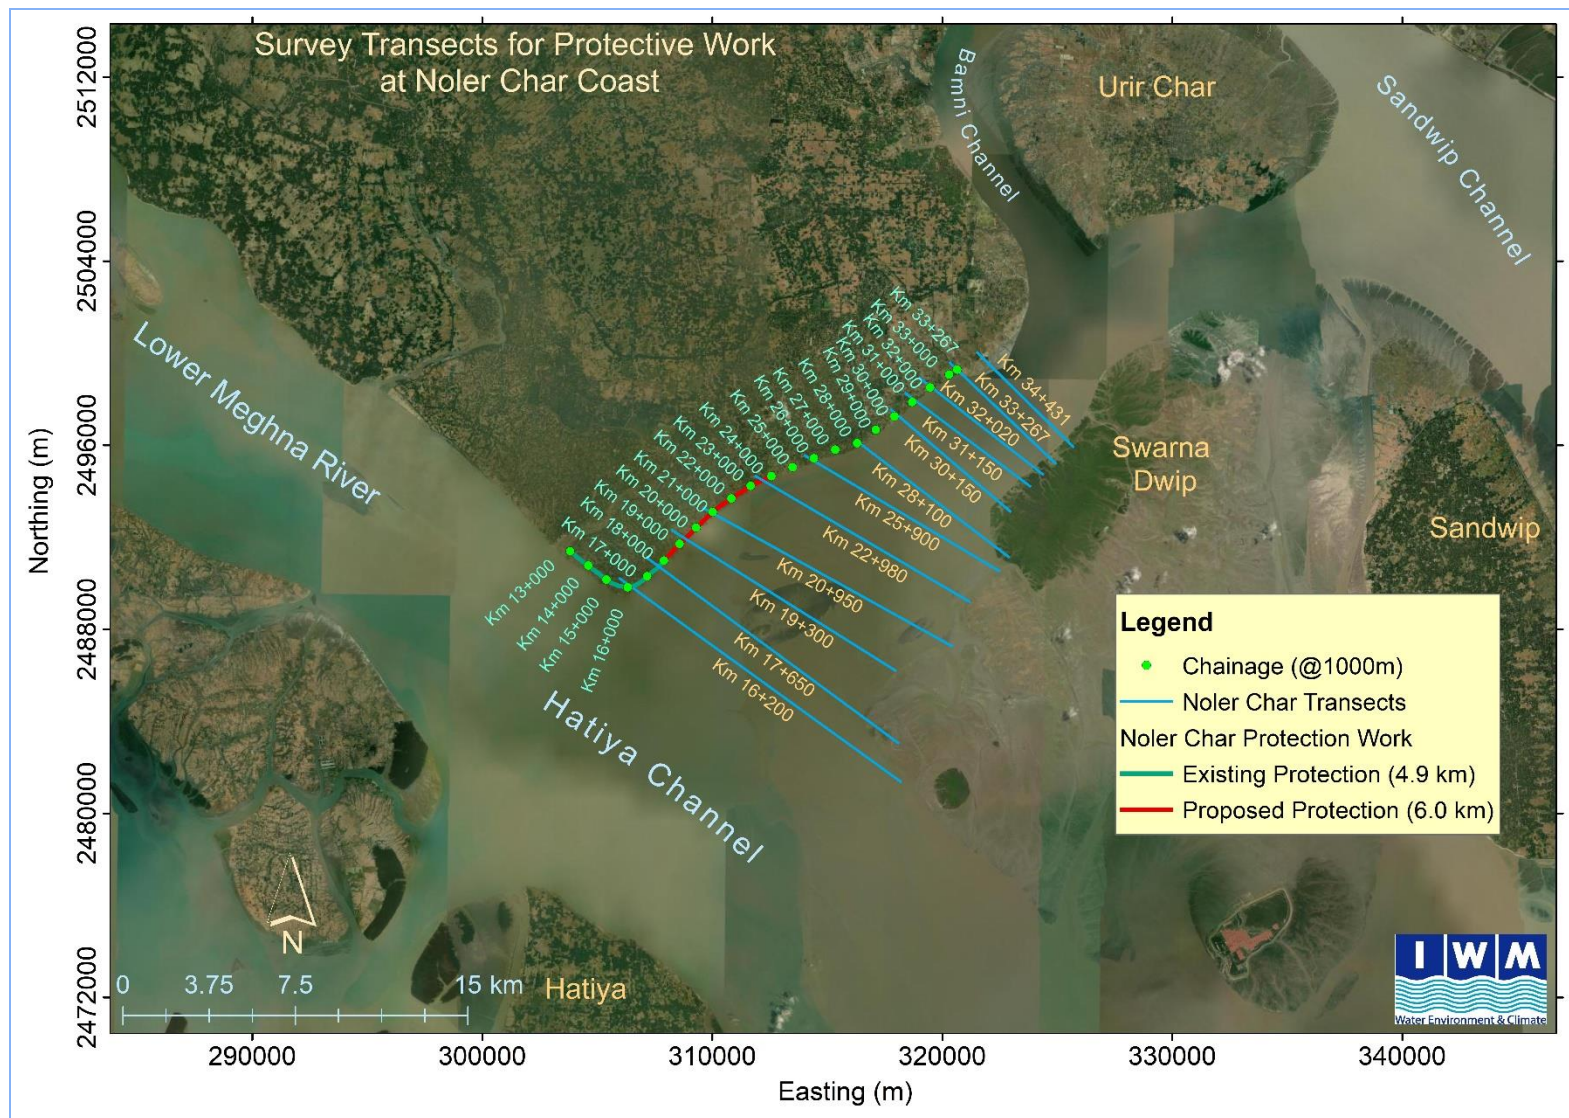 Survey Transects for Protective Work
at Noler Char Coast
Bamni Channel
Urir Char
Sandwip Channel
Lower Meghna River
Hatiya Channel
Swarna
Dwip
Sandwip
Hatiya
Km 13+000
Km 14+000
Km 15+000
Km 16+000
Km 17+000
Km 18+000
Km 19+000
Km 20+000
Km 21+000
Km 22+000
Km 23+000
Km 24+000
Km 25+000
Km 26+000
Km 27+000
Km 28+000
Km 29+000
Km 30+000
Km 31+000
Km 32+000
Km 33+000
Km 33+267
Km 34+431
Km 33+267
Km 32+020
Km 31+150
Km 30+150
Km 28+100
Km 25+900
Km 22+980
Km 20+950
Km 19+300
Km 17+650
Km 16+200
Legend
Chainage (@1000m)
Noler Char Transects
Noler Char Protection Work
Existing Protection (4.9 km)
Proposed Protection (6.0 km)
N
0 3.75 7.5 15 km
IWM
Water Environment & Climate
Northing (m)
2512000
2504000
2496000
2488000
2480000
2472000
290000 300000 310000 320000 330000 340000
Easting (m)